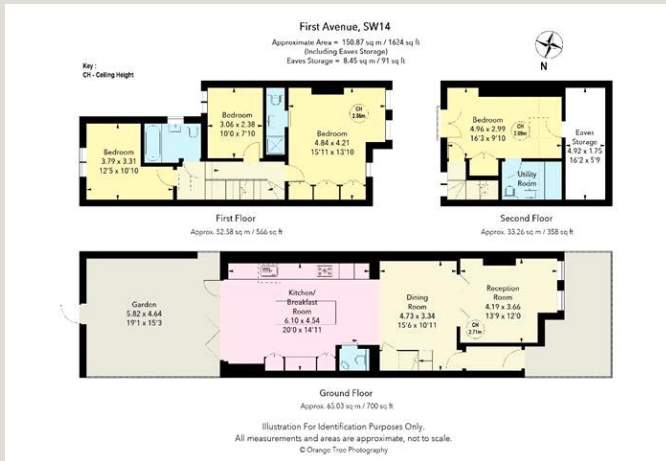 First Avenue, SW14
Approximate Area = 150.87 sq m / 1624 sq ft
(Including Eaves Storage)
Eaves Storage = 8.45 sq m / 91 sq ft
Key :
CH - Ceiling Height
N
Bedroom
3.79 x 3.31
12'5 x 10'10
Bedroom
3.06 x 2.38
10'0 x 7'10
Bedroom
4.84 x 4.21
15'11 x 13'10
CH
2.56m
First Floor
Approx. 52.58 sq m / 566 sq ft
Bedroom
4.96 x 2.99
16'3 x 9'10
CH
Eaves
Storage
4.92 x 1.75
16'2 x 5'9
Utility
Room
Second Floor
Approx. 33.26 sq m / 358 sq ft
Garden
5.82 x 4.64
19'1 x 15'3
Kitchen/
Breakfast
Room
6.10 x 4.54
20'0 x 14'11
Dining
Room
4.73 x 3.34
15'6 x 10'11
Reception
Room
4.19 x 3.66
13'9 x 12'0
CH
2.71m
Ground Floor
Approx. 65.03 sq m / 700 sq ft
Illustration For Identification Purposes Only.
All measurements and areas are approximate, not to scale.
© Orange Tree Photography